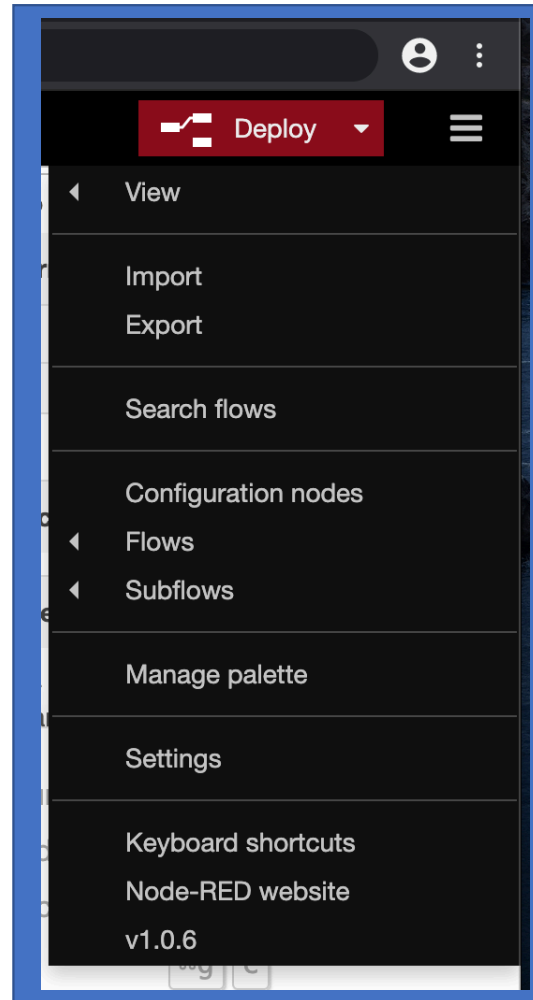 Deploy
View
Import
Export
Search flows
Configuration nodes
Flows
Subflows
Manage palette
Settings
Keyboard shortcuts
Node-RED website
v1.0.6